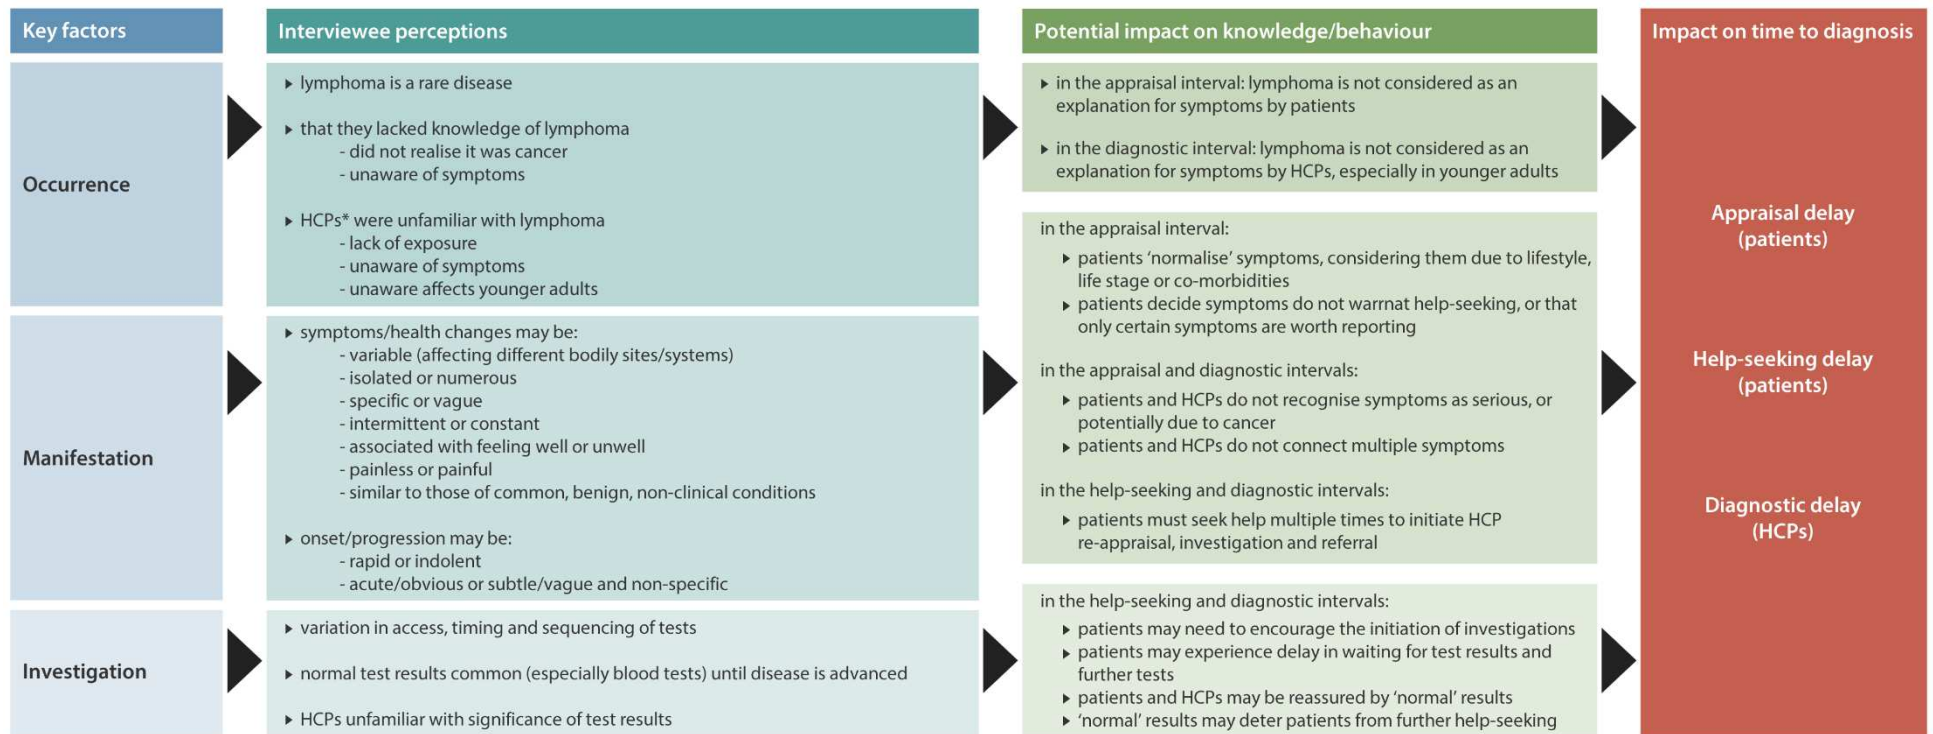 Key factors
Interviewee perceptions
Potential impact on knowledge/behaviour
Impact on time to diagnosis
Occurrence
▸ lymphoma is a rare disease
▸ that they lacked knowledge of lymphoma
- did not realise it was cancer
- unaware of symptoms
▸ HCPs* were unfamiliar with lymphoma
- lack of exposure
- unaware of symptoms
- unaware affects younger adults
▸ in the appraisal interval: lymphoma is not considered as an
explanation for symptoms by patients
▸ in the diagnostic interval: lymphoma is not considered as an
explanation for symptoms by HCPs, especially in younger adults
Manifestation
▸ symptoms/health changes may be:
- variable (affecting different bodily sites/systems)
- isolated or numerous
- specific or vague
- intermittent or constant
- associated with feeling well or unwell
- painless or painful
- similar to those of common, benign, non-clinical conditions
▸ onset/progression may be:
- rapid or indolent
- acute/obvious or subtle/vague and non-specific
in the appraisal interval:
▸ patients ‘normalise’ symptoms, considering them due to lifestyle,
life stage or co-morbidities
▸ patients decide symptoms do not warrnat help-seeking, or that
only certain symptoms are worth reporting
in the appraisal and diagnostic intervals:
▸ patients and HCPs do not recognise symptoms as serious, or
potentially due to cancer
▸ patients and HCPs do not connect multiple symptoms
in the help-seeking and diagnostic intervals:
▸ patients must seek help multiple times to initiate HCP
re-appraisal, investigation and referral
Investigation
▸ variation in access, timing and sequencing of tests
▸ normal test results common (especially blood tests) until disease is advanced
▸ HCPs unfamiliar with significance of test results
in the help-seeking and diagnostic intervals:
▸ patients may need to encourage the initiation of investigations
▸ patients may experience delay in waiting for test results and
further tests
▸ patients and HCPs may be reassured by ‘normal’ results
▸ ‘normal’ results may deter patients from further help-seeking
Appraisal delay
(patients)
Help-seeking delay
(patients)
Diagnostic delay
(HCPs)